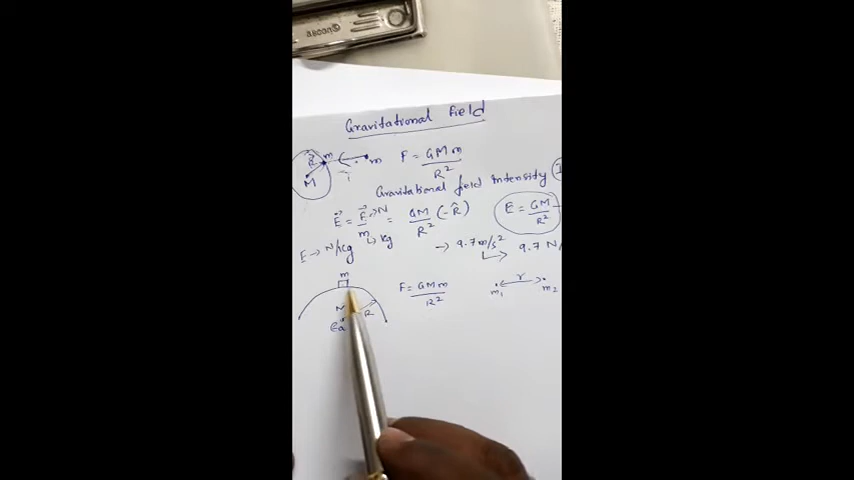 Gravitational Field
R m m F = GMm / R²
M
Gravitational field Intensity
E⃗ = F⃗ → N / m ↳ kg = GM / R² (-R̂) E = GM / R²
E → N/kg → 9.7 m/s² ↳ 9.7 N/
m
F = GMm / R² m₁ r m₂
R